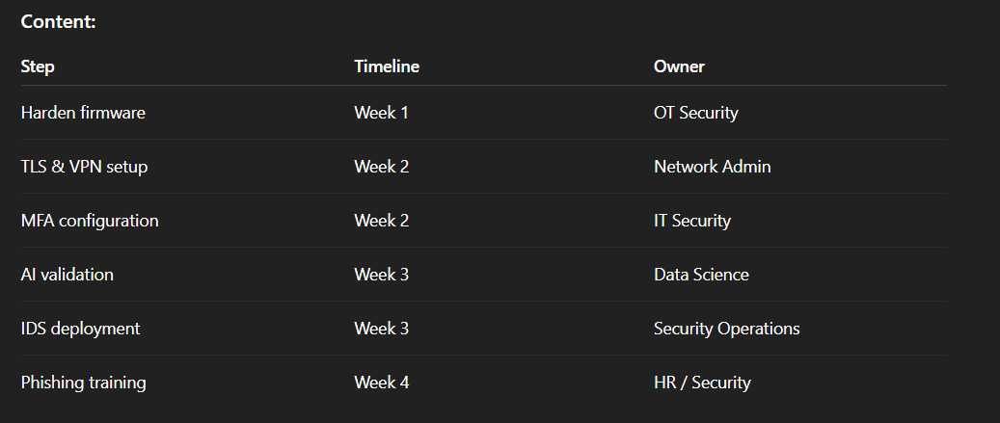 Content:
Step Timeline Owner
Harden firmware Week 1 OT Security
TLS & VPN setup Week 2 Network Admin
MFA configuration Week 2 IT Security
AI validation Week 3 Data Science
IDS deployment Week 3 Security Operations
Phishing training Week 4 HR / Security